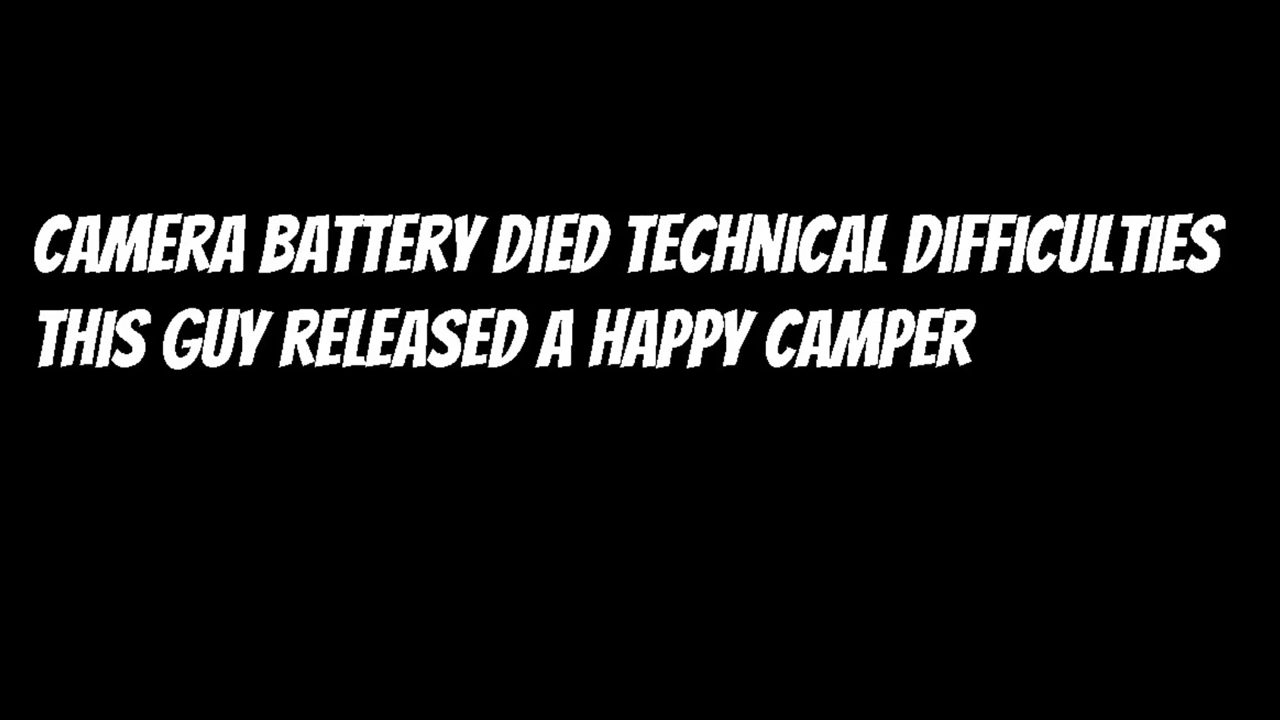 CAMERA BATTERY DIED TECHNICAL DIFFICULTIES
THIS GUY RELEASED A HAPPY CAMPER